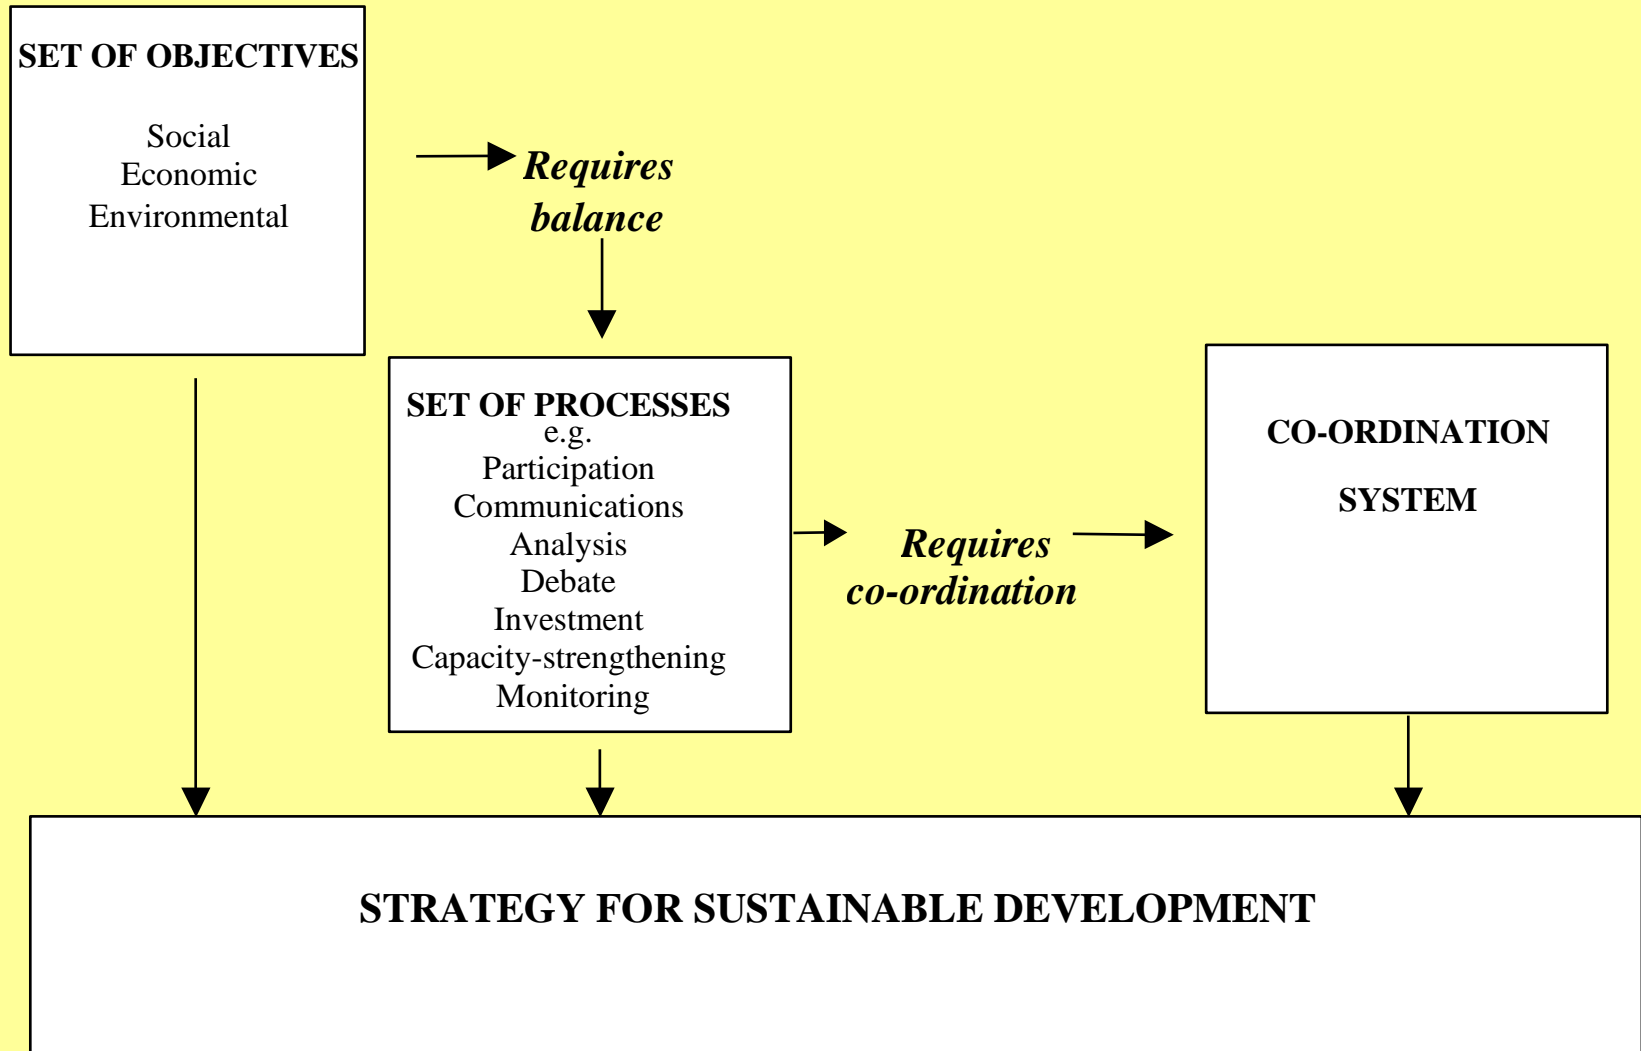 SET OF OBJECTIVES
Social
Economic
Environmental
Requires
balance
SET OF PROCESSES
e.g.
Participation
Communications
Analysis
Debate
Investment
Capacity-strengthening
Monitoring
Requires
co-ordination
CO-ORDINATION
SYSTEM
STRATEGY FOR SUSTAINABLE DEVELOPMENT